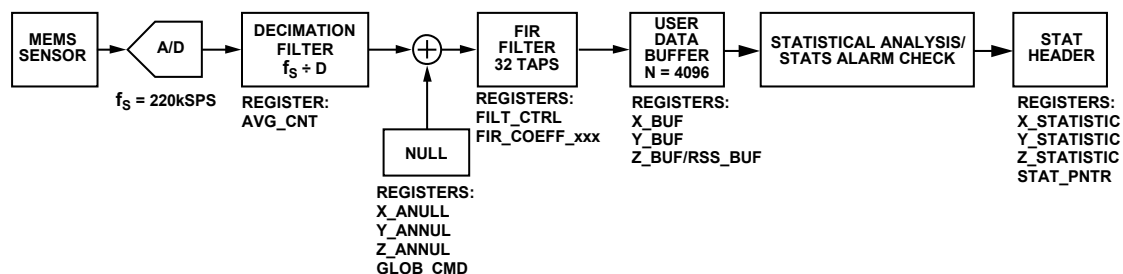 MEMS
SENSOR
A/D
fS = 220kSPS
DECIMATION
FILTER
fS ÷ D
REGISTER:
AVG_CNT
NULL
REGISTERS:
X_ANULL
Y_ANNUL
Z_ANNUL
GLOB_CMD
FIR
FILTER
32 TAPS
REGISTERS:
FILT_CTRL
FIR_COEFF_xxx
USER
DATA
BUFFER
N = 4096
REGISTERS:
X_BUF
Y_BUF
Z_BUF/RSS_BUF
STATISTICAL ANALYSIS/
STATS ALARM CHECK
STAT
HEADER
REGISTERS:
X_STATISTIC
Y_STATISTIC
Z_STATISTIC
STAT_PNTR